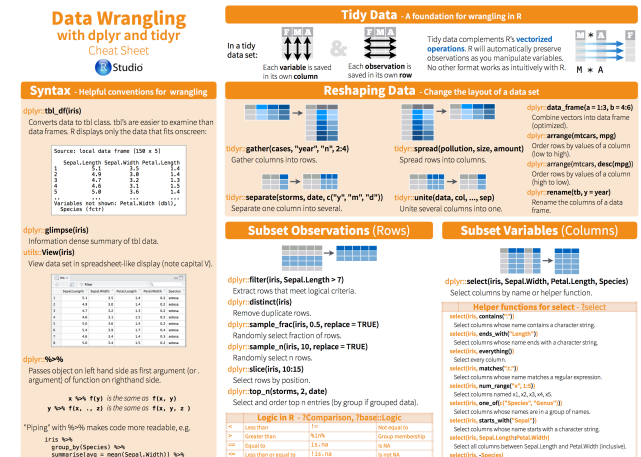 Data Wrangling
with dplyr and tidyr
Cheat Sheet
R Studio
Syntax - Helpful conventions for wrangling
dplyr::tbl_df(iris)
Converts data to tbl class. tbl's are easier to examine than
data frames. R displays only the data that fits onscreen:
Source: local data frame [150 x 5]
Sepal.Length Sepal.Width Petal.Length
1 5.1 3.5 1.4
2 4.9 3.0 1.4
3 4.7 3.2 1.3
4 4.6 3.1 1.5
5 5.0 3.6 1.4
.. ... ... ...
Variables not shown: Petal.Width (dbl),
Species (fctr)
dplyr::glimpse(iris)
Information dense summary of tbl data.
utils::View(iris)
View data set in spreadsheet-like display (note capital V).
dplyr::%>%
Passes object on left hand side as first argument (or .
argument) of function on righthand side.
x %>% f(y) is the same as f(x, y)
y %>% f(x, ., z) is the same as f(x, y, z )
"Piping" with %>% makes code more readable, e.g.
iris %>%
group_by(Species) %>%
summarise(avg = mean(Sepal.Width)) %>%
Tidy Data - A foundation for wrangling in R
In a tidy
data set:
F M A
Each variable is saved
in its own column
&
F M A
Each observation is
saved in its own row
Tidy data complements R's vectorized
operations. R will automatically preserve
observations as you manipulate variables.
No other format works as intuitively with R.
M * A F
M * A
Reshaping Data - Change the layout of a data set
tidyr::gather(cases, "year", "n", 2:4)
Gather columns into rows.
tidyr::spread(pollution, size, amount)
Spread rows into columns.
tidyr::separate(storms, date, c("y", "m", "d"))
Separate one column into several.
tidyr::unite(data, col, ..., sep)
Unite several columns into one.
dplyr::data_frame(a = 1:3, b = 4:6)
Combine vectors into data frame
(optimized).
dplyr::arrange(mtcars, mpg)
Order rows by values of a column
(low to high).
dplyr::arrange(mtcars, desc(mpg))
Order rows by values of a column
(high to low).
dplyr::rename(tb, y = year)
Rename the columns of a data
frame.
Subset Observations (Rows)
dplyr::filter(iris, Sepal.Length > 7)
Extract rows that meet logical criteria.
dplyr::distinct(iris)
Remove duplicate rows.
dplyr::sample_frac(iris, 0.5, replace = TRUE)
Randomly select fraction of rows.
dplyr::sample_n(iris, 10, replace = TRUE)
Randomly select n rows.
dplyr::slice(iris, 10:15)
Select rows by position.
dplyr::top_n(storms, 2, date)
Select and order top n entries (by group if grouped data).
Logic in R - ?Comparison, ?base::Logic
< Less than != Not equal to
> Greater than %in% Group membership
== Equal to is.na Is NA
<= Less than or equal to !is.na Is not NA
Subset Variables (Columns)
dplyr::select(iris, Sepal.Width, Petal.Length, Species)
Select columns by name or helper function.
Helper functions for select - ?select
select(iris, contains("."))
Select columns whose name contains a character string.
select(iris, ends_with("Length"))
Select columns whose name ends with a character string.
select(iris, everything())
Select every column.
select(iris, matches(".t."))
Select columns whose name matches a regular expression.
select(iris, num_range("x", 1:5))
Select columns named x1, x2, x3, x4, x5.
select(iris, one_of(c("Species", "Genus")))
Select columns whose names are in a group of names.
select(iris, starts_with("Sepal"))
Select columns whose name starts with a character string.
select(iris, Sepal.Length:Petal.Width)
Select all columns between Sepal.Length and Petal.Width (inclusive).
select(iris, -Species)